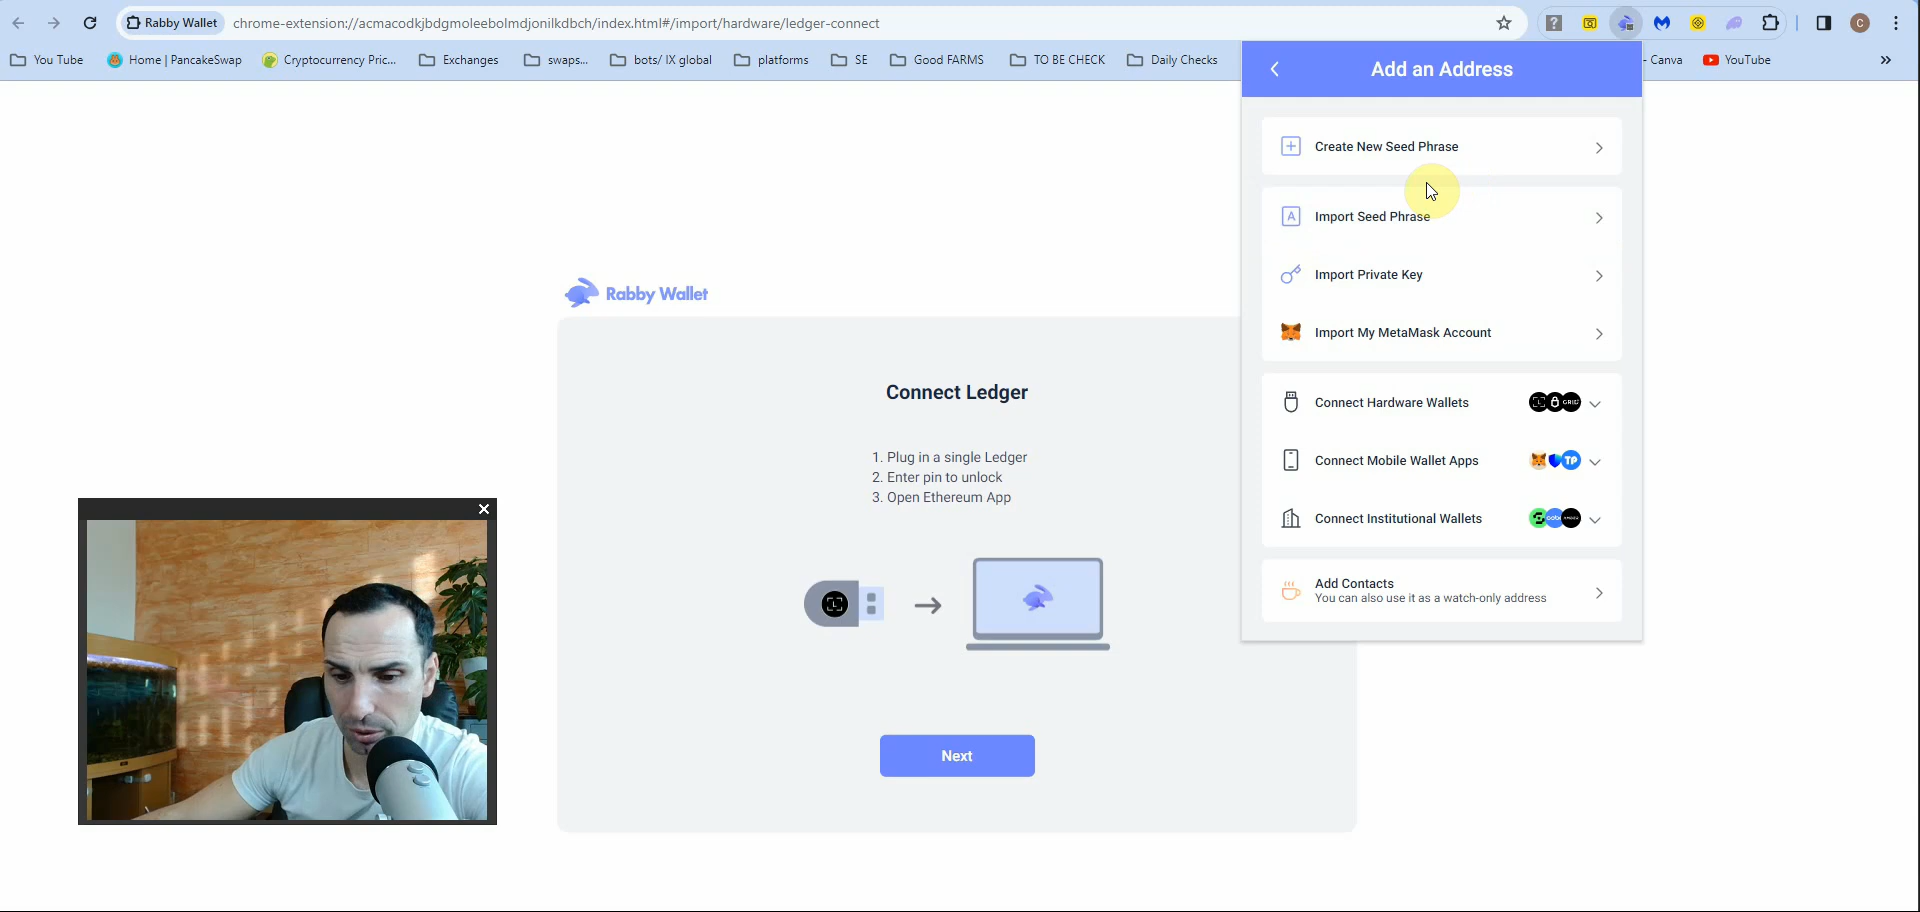 Rabby Wallet
chrome-extension://acmacodkjbdgmoleebolmdjonilkdbch/index.html#/import/hardware/ledger-connect
You Tube
Home | PancakeSwap
Cryptocurrency Pric...
Exchanges
swaps...
bots/ IX global
platforms
SE
Good FARMS
TO BE CHECK
Daily Checks
- Canva
YouTube
Add an Address
Create New Seed Phrase
Import Seed Phrase
Import Private Key
Import My MetaMask Account
Connect Hardware Wallets
GRID
Connect Mobile Wallet Apps
TP
Connect Institutional Wallets
Add Contacts
You can also use it as a watch-only address
Rabby Wallet
Connect Ledger
1. Plug in a single Ledger
2. Enter pin to unlock
3. Open Ethereum App
Next